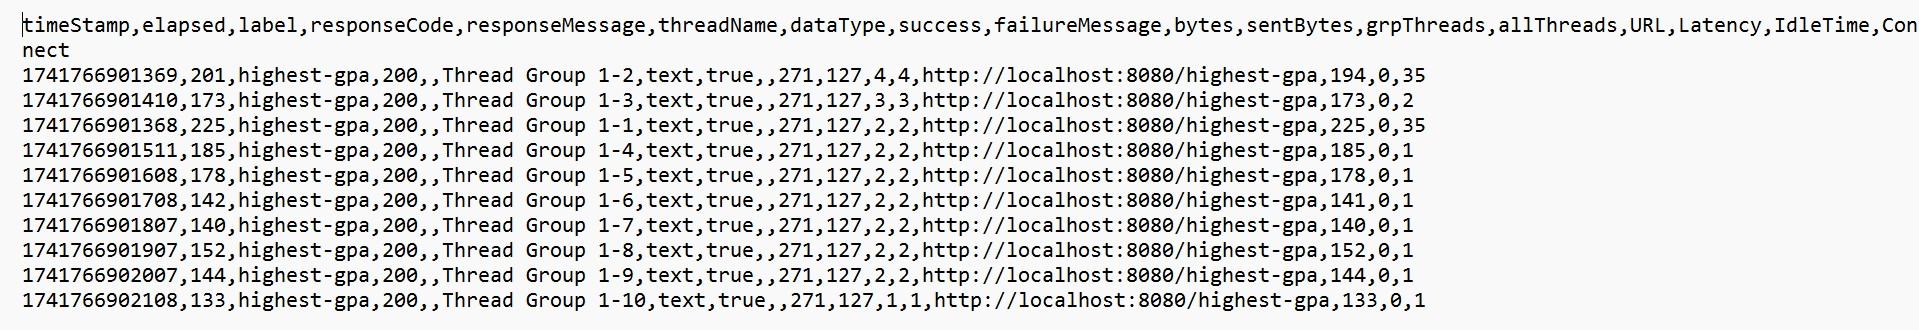 timeStamp,elapsed,label,responseCode,responseMessage,threadName,dataType,success,failureMessage,bytes,sentBytes,grpThreads,allThreads,URL,Latency,IdleTime,Con
nect
1741766901369,201,highest-gpa,200,,Thread Group 1-2,text,true,,271,127,4,4,http://localhost:8080/highest-gpa,194,0,35
1741766901410,173,highest-gpa,200,,Thread Group 1-3,text,true,,271,127,3,3,http://localhost:8080/highest-gpa,173,0,2
1741766901368,225,highest-gpa,200,,Thread Group 1-1,text,true,,271,127,2,2,http://localhost:8080/highest-gpa,225,0,35
1741766901511,185,highest-gpa,200,,Thread Group 1-4,text,true,,271,127,2,2,http://localhost:8080/highest-gpa,185,0,1
1741766901608,178,highest-gpa,200,,Thread Group 1-5,text,true,,271,127,2,2,http://localhost:8080/highest-gpa,178,0,1
1741766901708,142,highest-gpa,200,,Thread Group 1-6,text,true,,271,127,2,2,http://localhost:8080/highest-gpa,141,0,1
1741766901807,140,highest-gpa,200,,Thread Group 1-7,text,true,,271,127,2,2,http://localhost:8080/highest-gpa,140,0,1
1741766901907,152,highest-gpa,200,,Thread Group 1-8,text,true,,271,127,2,2,http://localhost:8080/highest-gpa,152,0,1
1741766902007,144,highest-gpa,200,,Thread Group 1-9,text,true,,271,127,2,2,http://localhost:8080/highest-gpa,144,0,1
1741766902108,133,highest-gpa,200,,Thread Group 1-10,text,true,,271,127,1,1,http://localhost:8080/highest-gpa,133,0,1